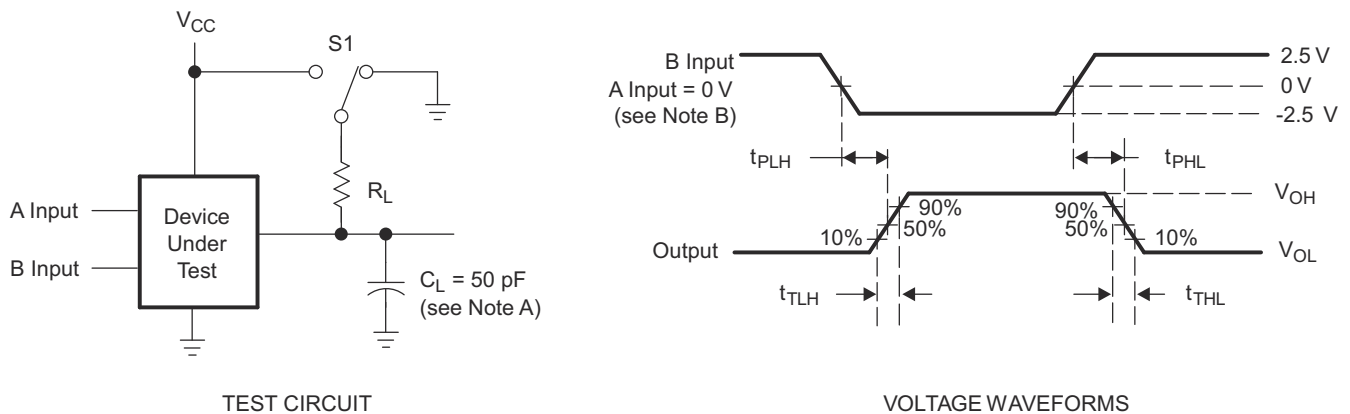 VCC
S1
RL
A Input
B Input
Device
Under
Test
CL = 50 pF
(see Note A)
TEST CIRCUIT
B Input
A Input = 0 V
(see Note B)
2.5 V
0 V
-2.5 V
tPLH
tPHL
VOH
90%
50%
10%
90%
50%
10%
Output
VOL
tTLH
tTHL
VOLTAGE WAVEFORMS